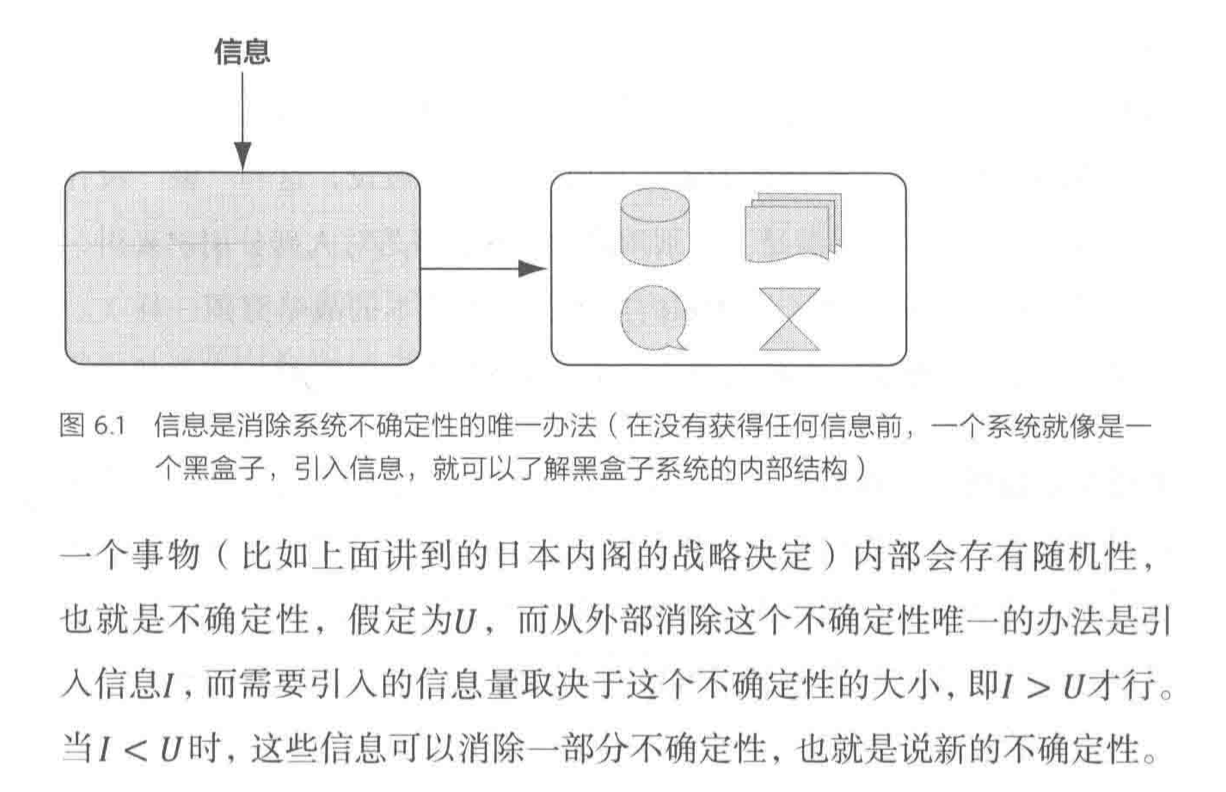 信息
图 6.1 信息是消除系统不确定性的唯一办法（在没有获得任何信息前，一个系统就像是一
个黑盒子，引入信息，就可以了解黑盒子系统的内部结构）
一个事物（比如上面讲到的日本内阁的战略决定）内部会存有随机性，
也就是不确定性，假定为U，而从外部消除这个不确定性唯一的办法是引
入信息I，而需要引入的信息量取决于这个不确定性的大小，即I > U才行。
当I < U时，这些信息可以消除一部分不确定性，也就是说新的不确定性。